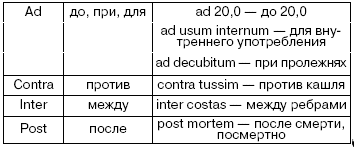 Ad до, при, для ad 20,0 — до 20,0
ad usum internum — для вну-
треннего употребления
ad decubitum — при пролежнях
Contra против contra tussim — против кашля
Inter между inter costas — между ребрами
Post после post mortem — после смерти,
посмертно